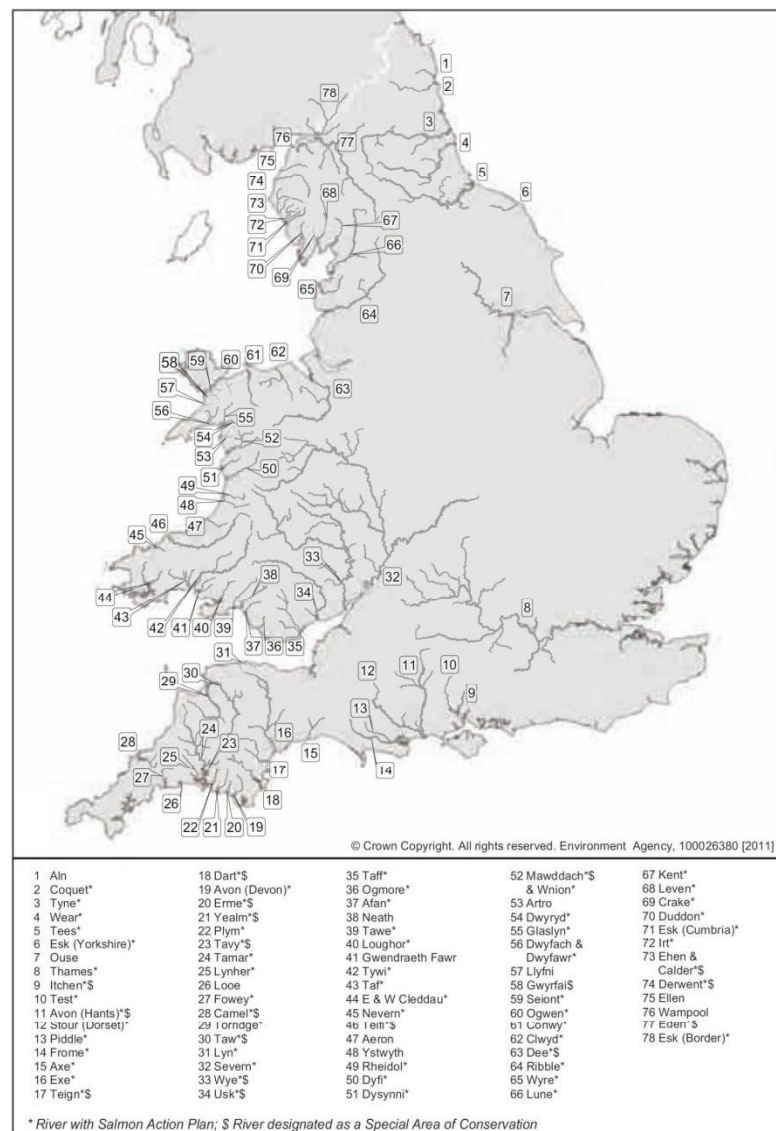 1
2
78
3
76
77
4
75
5
74
6
68
73
67
72
71
66
70
69
65
7
64
59
60
61
62
58
57
63
56
55
54
52
53
51
50
49
48
46
47
45
33
38
32
44
34
43
8
42
41
40
39
37
36
35
31
12
11
10
30
9
29
13
24
16
28
23
15
25
14
17
27
26
18
22
21
20
19
© Crown Copyright. All rights reserved. Environment Agency, 100026380 [2011]
1 Aln
2 Coquet*
3 Tyne*
4 Wear*
5 Tees*
6 Esk (Yorkshire)*
7 Ouse
8 Thames*
9 Itchen*$
10 Test*
11 Avon (Hants)*$
12 Stour (Dorset)*
13 Piddle*
14 Frome*
15 Axe*
16 Exe*
17 Teign*$
18 Dart*$
19 Avon (Devon)*
20 Erme*$
21 Yealm*$
22 Plym*
23 Tavy*$
24 Tamar*
25 Lynher*
26 Looe
27 Fowey*
28 Camel*$
29 Torridge*
30 Taw*$
31 Lyn*
32 Severn*
33 Wye*$
34 Usk*$
35 Taff*
36 Ogmore*
37 Afan*
38 Neath
39 Tawe*
40 Loughor*
41 Gwendraeth Fawr
42 Tywi*
43 Taf*
44 E & W Cleddau*
45 Nevern*
46 Teifi*$
47 Aeron
48 Ystwyth
49 Rheidol*
50 Dyfi*
51 Dysynni*
52 Mawddach*$
& Wnion*
53 Artro
54 Dwyryd*
55 Glaslyn*
56 Dwyfach &
Dwyfawr*
57 Llyfni
58 Gwyrfai$
59 Seiont*
60 Ogwen*
61 Conwy*
62 Clwyd*
63 Dee*$
64 Ribble*
65 Wyre*
66 Lune*
67 Kent*
68 Leven*
69 Crake*
70 Duddon*
71 Esk (Cumbria)*
72 Irt*
73 Ehen &
Calder*$
74 Derwent*$
75 Ellen
76 Wampool
77 Eden*$
78 Esk (Border)*
* River with Salmon Action Plan; $ River designated as a Special Area of Conservation